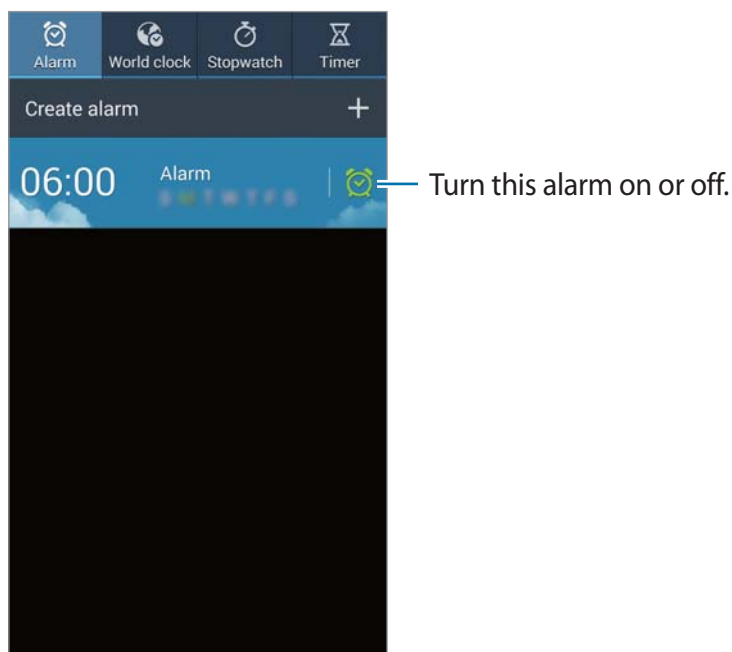 Alarm World clock Stopwatch Timer
Create alarm
06:00 Alarm
Turn this alarm on or off.